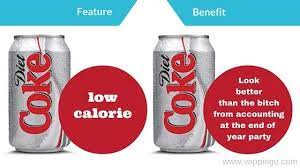 Feature
Benefit
Diet
Coke
low
calorie
Diet
Coke
Look
better
than the bitch
from accounting
at the end of
year party
www.vappingo.com